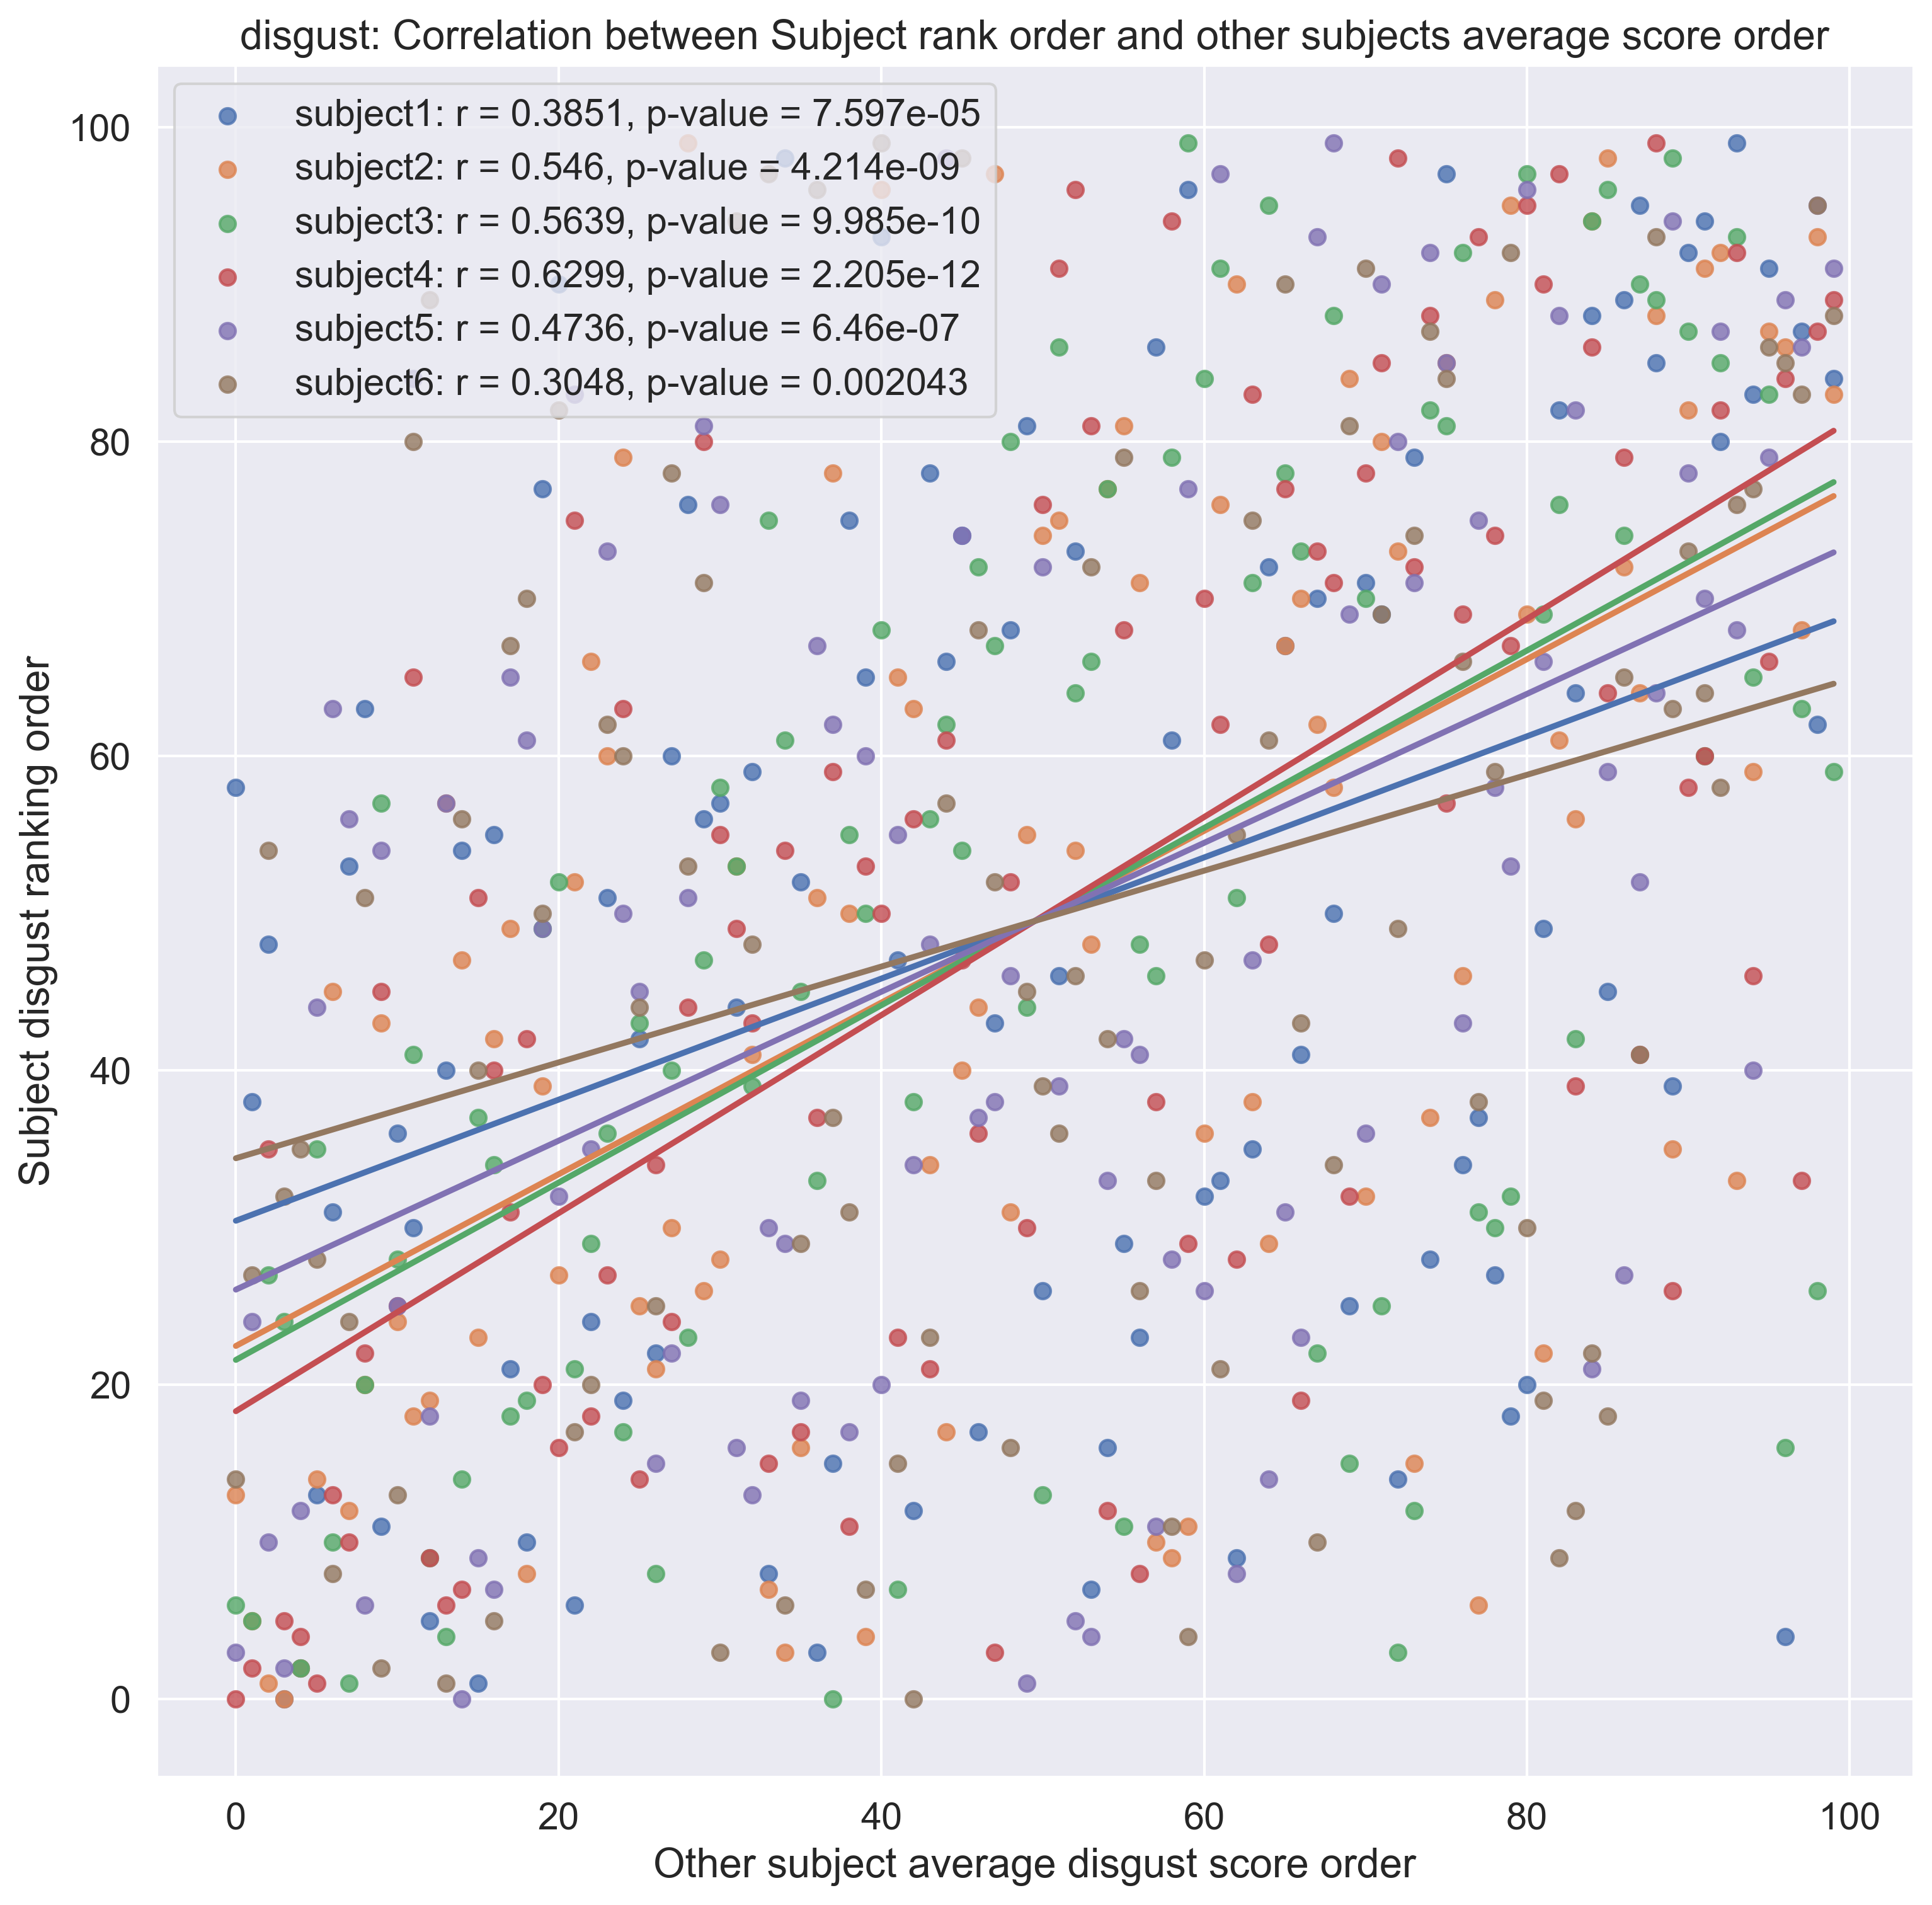 disgust: Correlation between Subject rank order and other subjects average score order
subject1: r = 0.3851, p-value = 7.597e-05
subject2: r = 0.546, p-value = 4.214e-09
subject3: r = 0.5639, p-value = 9.985e-10
subject4: r = 0.6299, p-value = 2.205e-12
subject5: r = 0.4736, p-value = 6.46e-07
subject6: r = 0.3048, p-value = 0.002043
Subject disgust ranking order
100
80
60
40
20
0
0 20 40 60 80 100
Other subject average disgust score order